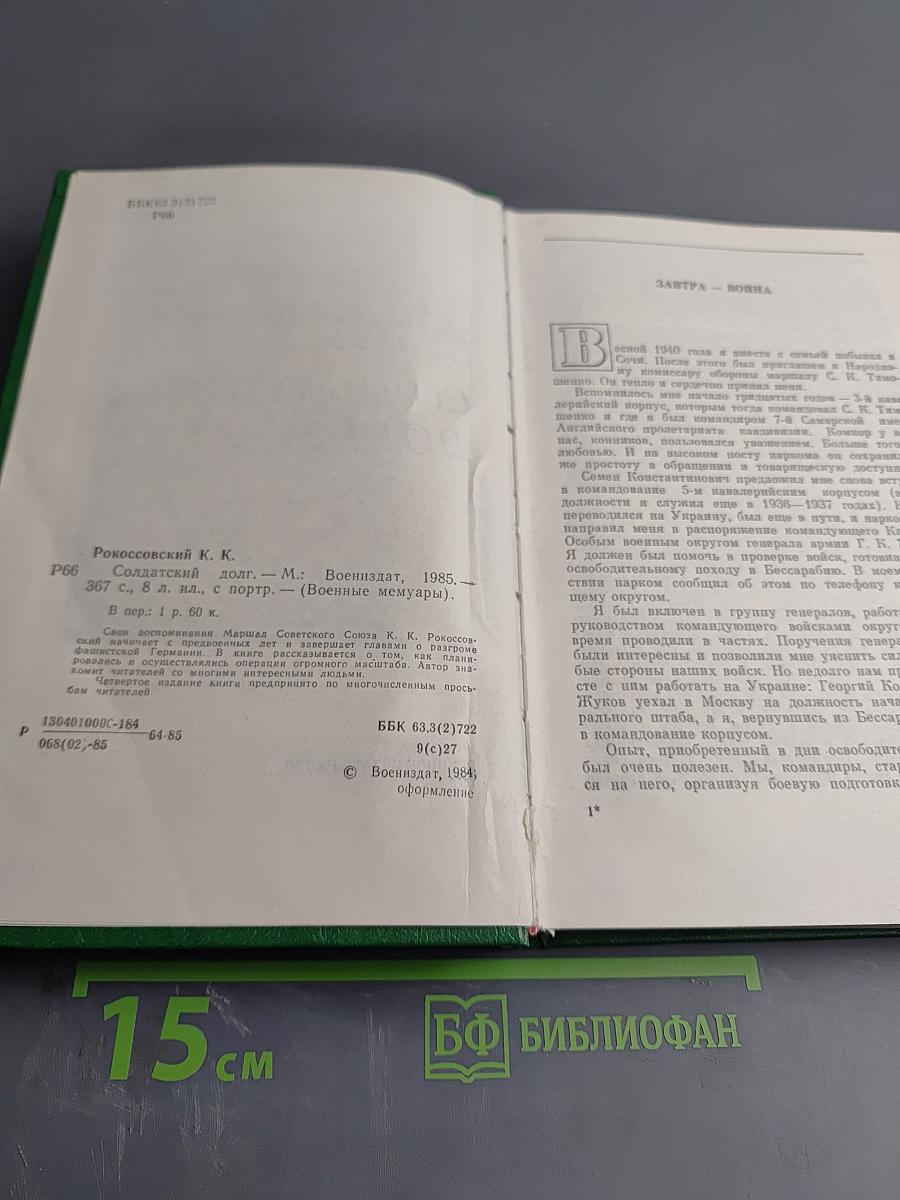 ББК 63.3(2)722
Р66
Рокоссовский К. К.
Р66 Солдатский долг. — М.: Воениздат, 1985. —
367 с., 8 л. ил., с портр. — (Военные мемуары).
В пер.: 1 р. 60 к.
Свои воспоминания Маршал Советского Союза К. К. Рокоссов-
ский начинает с предвоенных лет и завершает главами о разгроме
фашистской Германии. В книге рассказывается о том, как плани-
ровались и осуществлялись операции огромного масштаба. Автор зна-
комит читателей со многими интересными людьми.
Четвертое издание книги предпринято по многочисленным прось-
бам читателей.
Р 130401000С-184
068(02)-85
64-85
ББК 63.3(2)722
9(с)27
© Воениздат, 1984;
оформление
ЗАВТРА — ВОЙНА
Весной 1940 года я вместе с семьей побывал в
Сочи. После этого был приглашен к Народно-
му комиссару обороны маршалу С. К. Тимо-
шенко. Он тепло и сердечно принял меня.
Вспомнилось мне начало тридцатых годов — 3-й кава
лерийский корпус, которым тогда командовал С. К. Тим
шенко и где я был командиром 7-й Самарской име
Английского пролетариата кавдивизии. Комкор у в
нас, конников, пользовался уважением. Больше того
любовью. И на высоком посту наркома он сохранил
же простоту в обращении и товарищескую доступн
Семен Константинович предложил мне снова всту
в командование 5-м кавалерийским корпусом (в
должности я служил еще в 1936—1937 годах). К
переводился на Украину, был еще в пути, и нарко
направил меня в распоряжение командующего Ки
Особым военным округом генерала армии Г. К.
Я должен был помочь в проверке войск, готовив
освободительному походу в Бессарабию. В моем
ствии нарком сообщил об этом по телефону к
щему округом.
Я был включен в группу генералов, работа
руководством командующего войсками округ
время проводили в частях. Поручения генера
были интересны и позволили мне уяснить сил
бые стороны наших войск. Но недолго нам пр
сте с ним работать на Украине: Георгий Ко
Жуков уехал в Москву на должность нача
рального штаба, а я, вернувшись из Бессар
в командование корпусом.
Опыт, приобретенный в дни освободите
был очень полезен. Мы, командиры, стар
ся на него, организуя боевую подготовк
1*
15 см
БФ БИБЛИОФАН